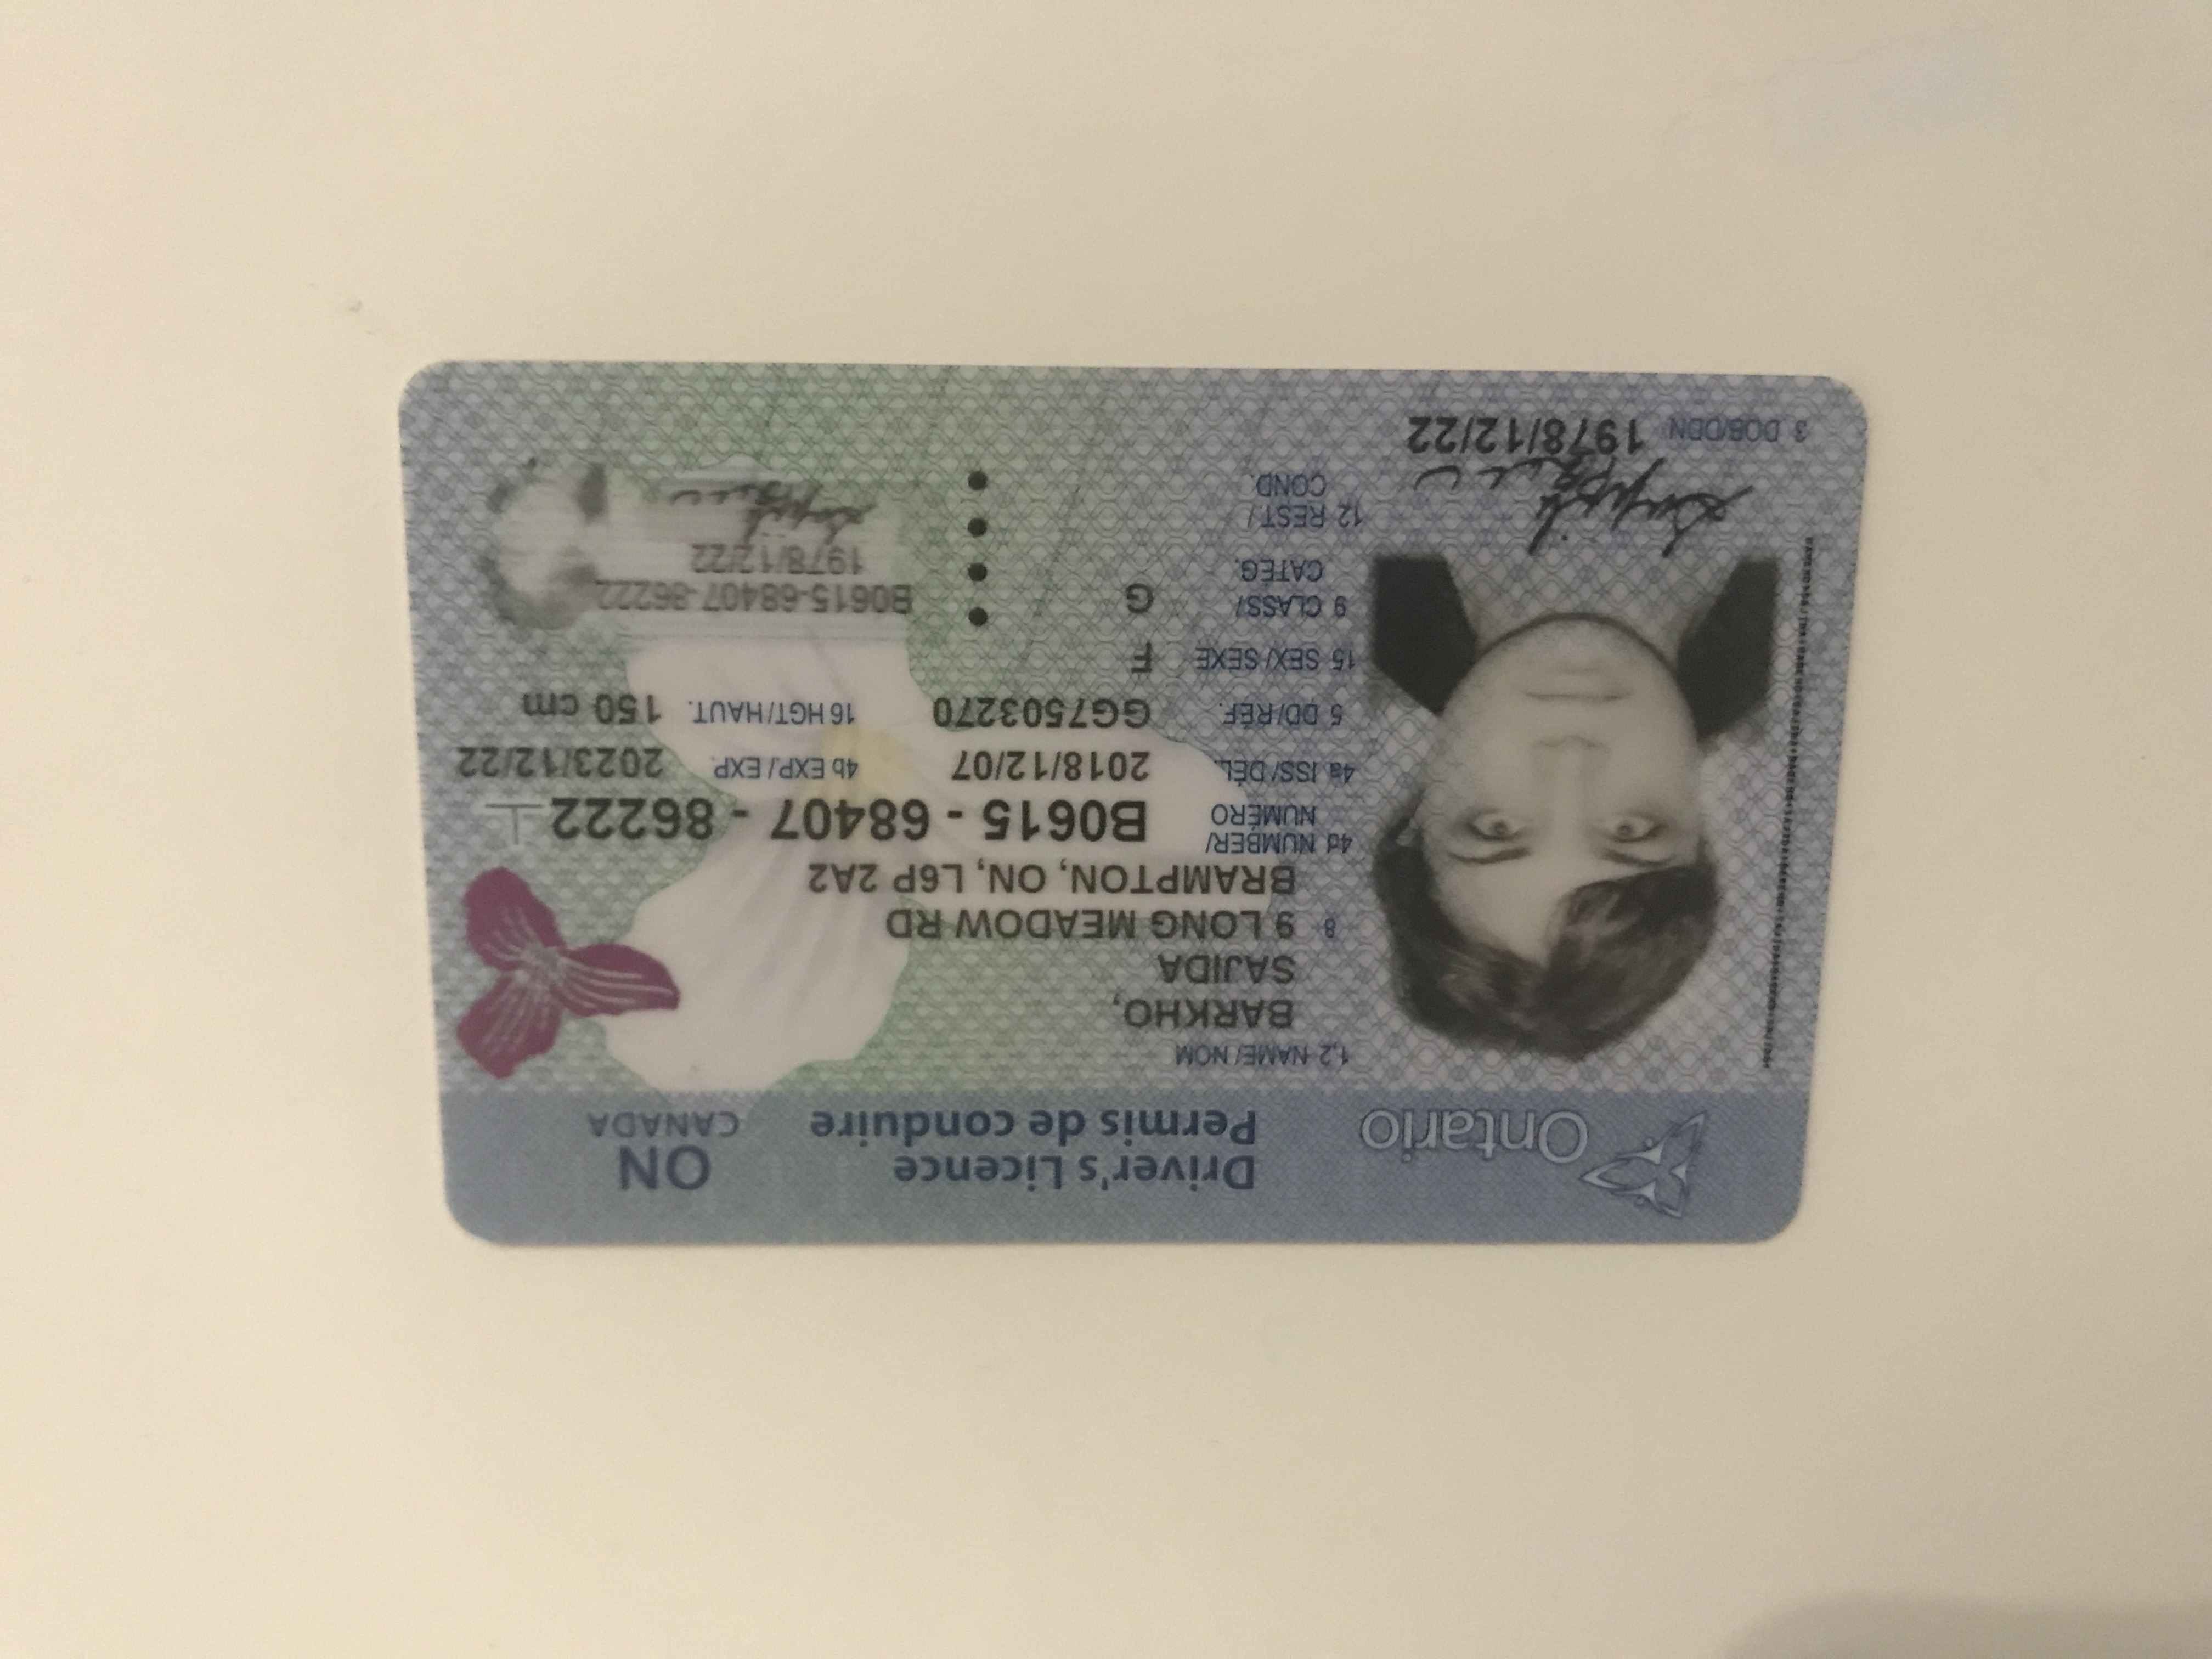 Ontario
Driver's Licence
Permis de conduire
ON
CANADA
1,2 NAME/NOM
BARKHO,
SAJIDA
8 9 LONG MEADOW RD
BRAMPTON, ON, L6P 2A2
4d NUMBER/
NUMÉRO
B0615 - 68407 - 86222
4a ISS/DÉL. 2018/12/07 4b EXP./EXP. 2023/12/22
5 DD/RÉF. GG7503270 16 HGT/HAUT. 150 cm
15 SEX/SEXE F
9 CLASS/
CATÉG.
G
12 REST/
COND.
B0615-68407-86222
1978/12/22
3 DOB/DDN 1978/12/22